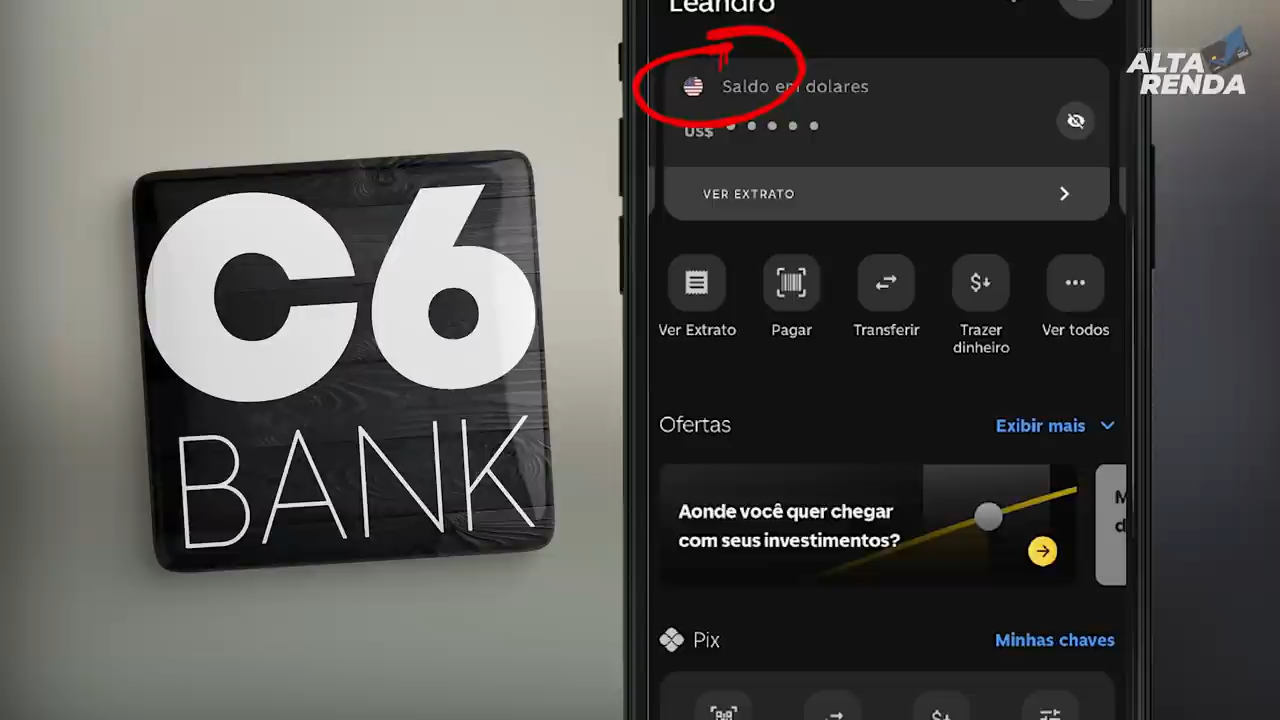 Leandro
ALTA
RENDA
Saldo em dolares
US$
VER EXTRATO
C6
BANK
Ver Extrato
Pagar
Transferir
Trazer
dinheiro
Ver todos
Ofertas
Exibir mais
Aonde você quer chegar
com seus investimentos?
Pix
Minhas chaves